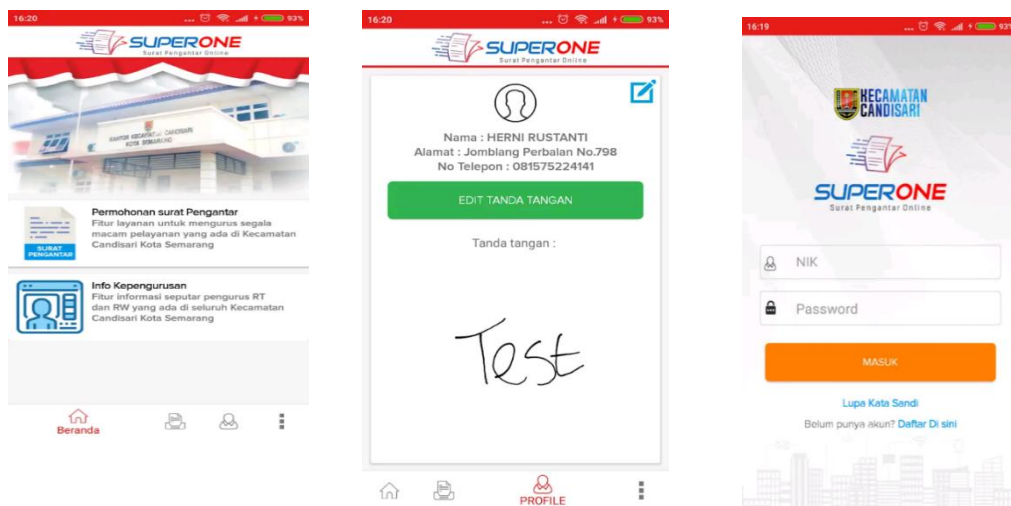 16:20
... 93%
SUPERONE
Surat Pengantar Online
KANTOR KECAMATAN CANDISARI
KOTA SEMARANG
SURAT
PENGANTAR
Permohonan surat Pengantar
Fitur layanan untuk mengurus segala
macam pelayanan yang ada di Kecamatan
Candisari Kota Semarang
Info Kepengurusan
Fitur informasi seputar pengurus RT
dan RW yang ada di seluruh Kecamatan
Candisari Kota Semarang
Beranda
16:20
... 93%
SUPERONE
Surat Pengantar Online
Nama : HERNI RUSTANTI
Alamat : Jomblang Perbalan No.798
No Telepon : 081575224141
EDIT TANDA TANGAN
Tanda tangan :
Test
PROFILE
16:19
... 93%
KECAMATAN
CANDISARI
SUPERONE
Surat Pengantar Online
NIK
Password
MASUK
Lupa Kata Sandi
Belum punya akun? Daftar Di sini